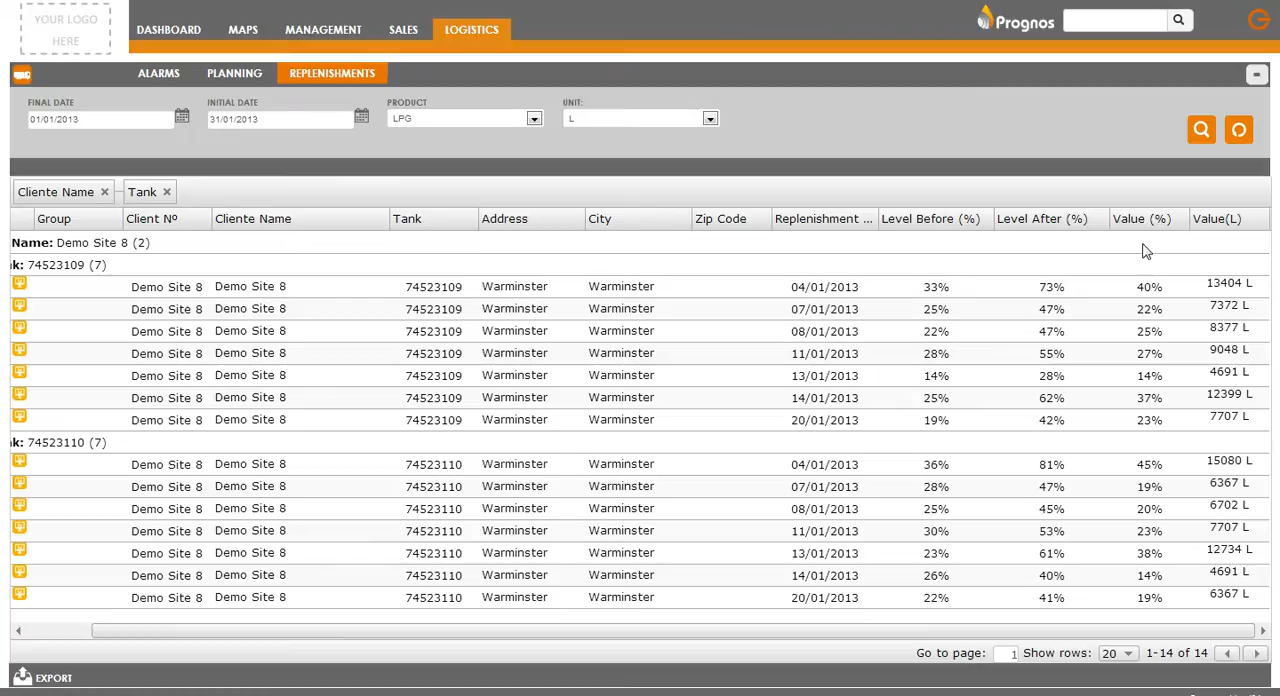 YOUR LOGO
HERE
DASHBOARD MAPS MANAGEMENT SALES LOGISTICS Prognos
ALARMS PLANNING REPLENISHMENTS
FINAL DATE INITIAL DATE PRODUCT UNIT:
01/01/2013 31/01/2013 LPG L
Cliente Name Tank
Group Client Nº Cliente Name Tank Address City Zip Code Replenishment ... Level Before (%) Level After (%) Value (%) Value(L)
Name: Demo Site 8 (2)
k: 74523109 (7)
Demo Site 8 Demo Site 8 74523109 Warminster Warminster 04/01/2013 33% 73% 40% 13404 L
Demo Site 8 Demo Site 8 74523109 Warminster Warminster 07/01/2013 25% 47% 22% 7372 L
Demo Site 8 Demo Site 8 74523109 Warminster Warminster 08/01/2013 22% 47% 25% 8377 L
Demo Site 8 Demo Site 8 74523109 Warminster Warminster 11/01/2013 28% 55% 27% 9048 L
Demo Site 8 Demo Site 8 74523109 Warminster Warminster 13/01/2013 14% 28% 14% 4691 L
Demo Site 8 Demo Site 8 74523109 Warminster Warminster 14/01/2013 25% 62% 37% 12399 L
Demo Site 8 Demo Site 8 74523109 Warminster Warminster 20/01/2013 19% 42% 23% 7707 L
k: 74523110 (7)
Demo Site 8 Demo Site 8 74523110 Warminster Warminster 04/01/2013 36% 81% 45% 15080 L
Demo Site 8 Demo Site 8 74523110 Warminster Warminster 07/01/2013 28% 47% 19% 6367 L
Demo Site 8 Demo Site 8 74523110 Warminster Warminster 08/01/2013 25% 45% 20% 6702 L
Demo Site 8 Demo Site 8 74523110 Warminster Warminster 11/01/2013 30% 53% 23% 7707 L
Demo Site 8 Demo Site 8 74523110 Warminster Warminster 13/01/2013 23% 61% 38% 12734 L
Demo Site 8 Demo Site 8 74523110 Warminster Warminster 14/01/2013 26% 40% 14% 4691 L
Demo Site 8 Demo Site 8 74523110 Warminster Warminster 20/01/2013 22% 41% 19% 6367 L
Go to page: 1 Show rows: 20 1-14 of 14
EXPORT